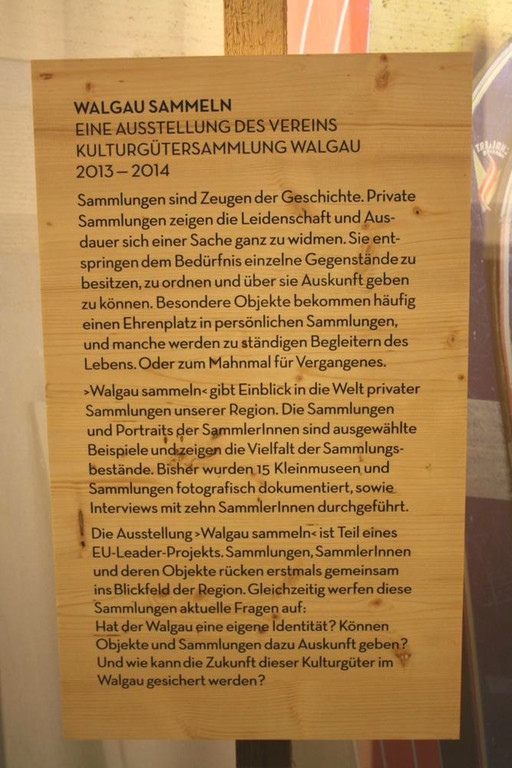 WALGAU SAMMELN
EINE AUSSTELLUNG DES VEREINS
KULTURGÜTERSAMMLUNG WALGAU
2013 — 2014
Sammlungen sind Zeugen der Geschichte. Private
Sammlungen zeigen die Leidenschaft und Aus-
dauer sich einer Sache ganz zu widmen. Sie ent-
springen dem Bedürfnis einzelne Gegenstände zu
besitzen, zu ordnen und über sie Auskunft geben
zu können. Besondere Objekte bekommen häufig
einen Ehrenplatz in persönlichen Sammlungen,
und manche werden zu ständigen Begleitern des
Lebens. Oder zum Mahnmal für Vergangenes.
>Walgau sammeln< gibt Einblick in die Welt privater
Sammlungen unserer Region. Die Sammlungen
und Portraits der SammlerInnen sind ausgewählte
Beispiele und zeigen die Vielfalt der Sammlungs-
bestände. Bisher wurden 15 Kleinmuseen und
Sammlungen fotografisch dokumentiert, sowie
Interviews mit zehn SammlerInnen durchgeführt.
Die Ausstellung >Walgau sammeln< ist Teil eines
EU-Leader-Projekts. Sammlungen, SammlerInnen
und deren Objekte rücken erstmals gemeinsam
ins Blickfeld der Region. Gleichzeitig werfen diese
Sammlungen aktuelle Fragen auf:
Hat der Walgau eine eigene Identität? Können
Objekte und Sammlungen dazu Auskunft geben?
Und wie kann die Zukunft dieser Kulturgüter im
Walgau gesichert werden?